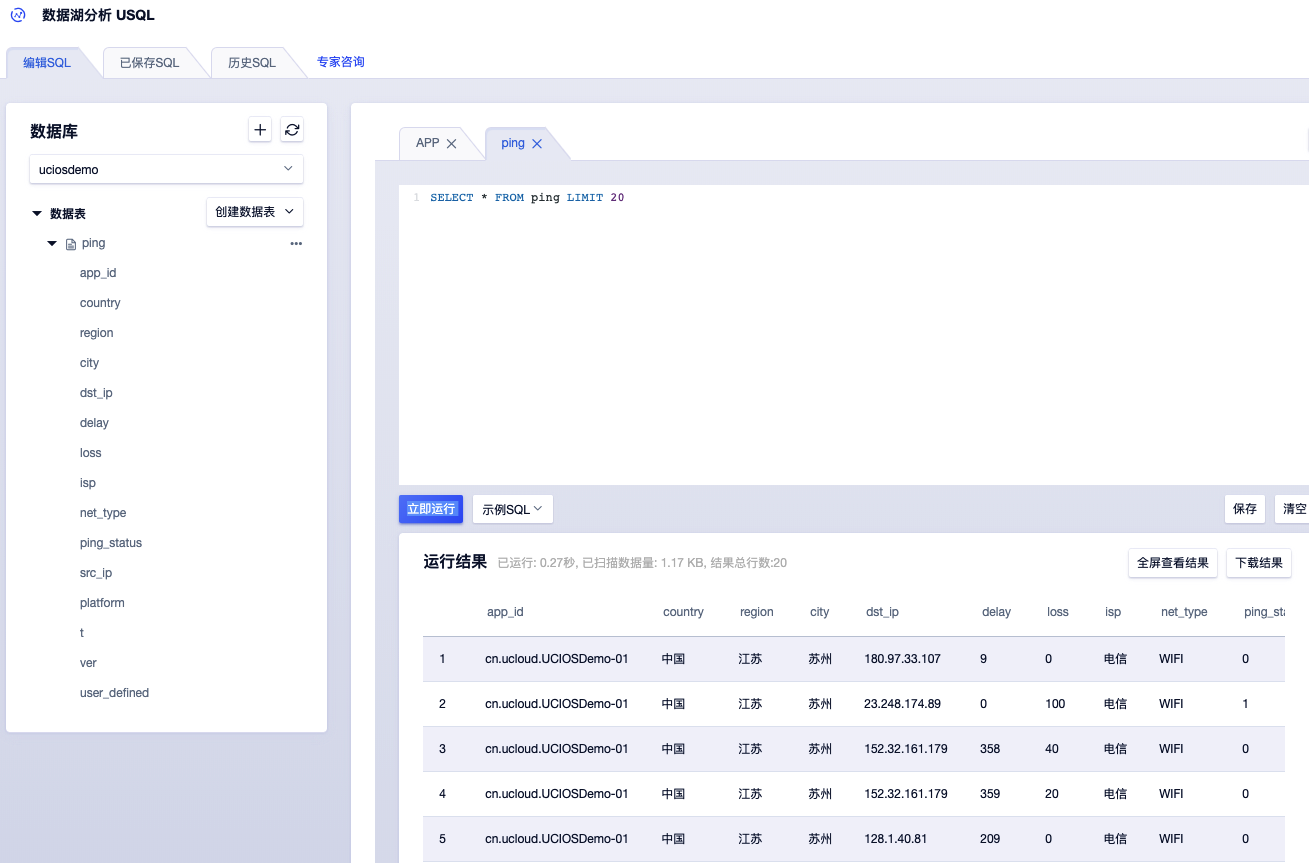 数据湖分析 USQL
编辑SQL 已保存SQL 历史SQL 专家咨询
数据库
uciosdemo
数据表 创建数据表
ping
app_id
country
region
city
dst_ip
delay
loss
isp
net_type
ping_status
src_ip
platform
t
ver
user_defined
APP ping
1 SELECT * FROM ping LIMIT 20
立即运行 示例SQL 保存 清空
运行结果 已运行: 0.27秒, 已扫描数据量: 1.17 KB, 结果总行数:20 全屏查看结果 下载结果
app_id country region city dst_ip delay loss isp net_type ping_sta
1 cn.ucloud.UCIOSDemo-01 中国 江苏 苏州 180.97.33.107 9 0 电信 WIFI 0
2 cn.ucloud.UCIOSDemo-01 中国 江苏 苏州 23.248.174.89 0 100 电信 WIFI 1
3 cn.ucloud.UCIOSDemo-01 中国 江苏 苏州 152.32.161.179 358 40 电信 WIFI 0
4 cn.ucloud.UCIOSDemo-01 中国 江苏 苏州 152.32.161.179 359 20 电信 WIFI 0
5 cn.ucloud.UCIOSDemo-01 中国 江苏 苏州 128.1.40.81 209 0 电信 WIFI 0